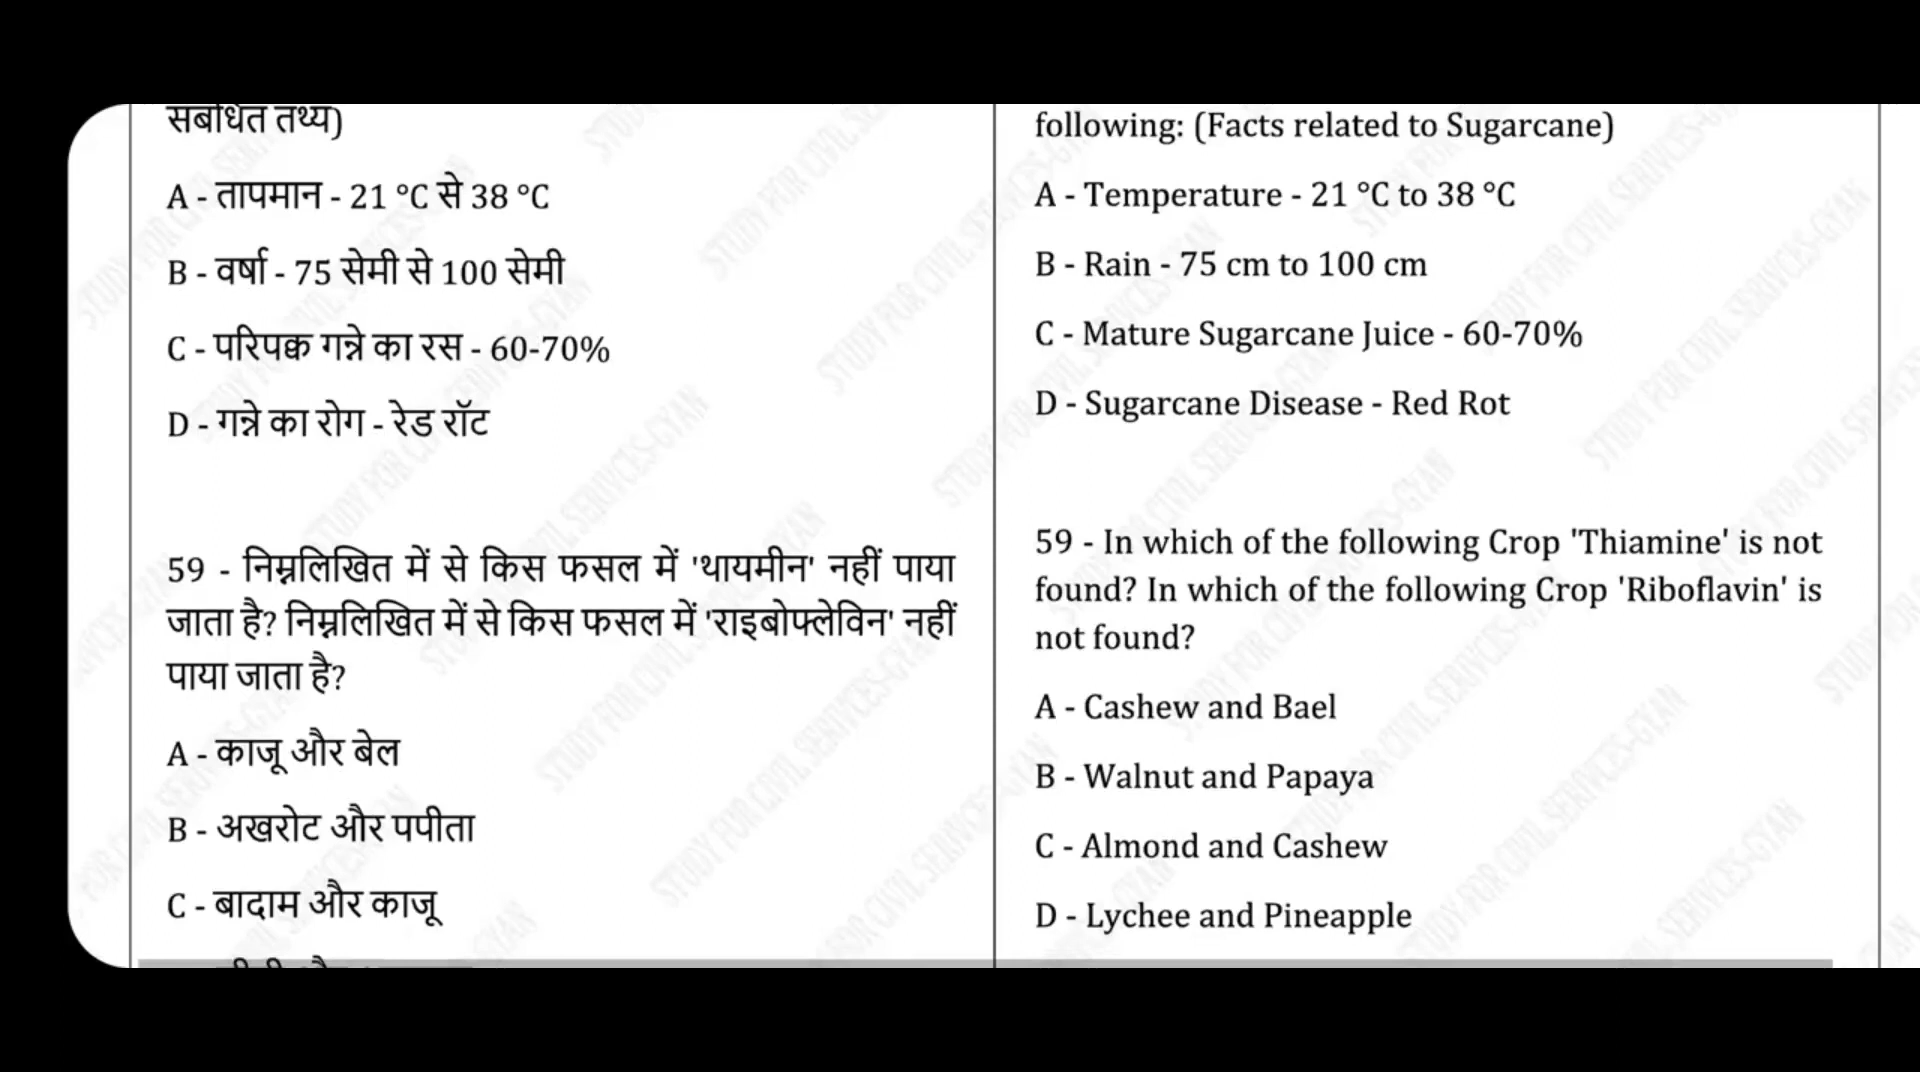 सबंधित तथ्य)
A - तापमान - 21 °C से 38 °C
B - वर्षा - 75 सेमी से 100 सेमी
C - परिपक्व गन्ने का रस - 60-70%
D - गन्ने का रोग - रेड रॉट
59 - निम्नलिखित में से किस फसल में 'थायमीन' नहीं पाया
जाता है? निम्नलिखित में से किस फसल में 'राइबोफ्लेविन' नहीं
पाया जाता है?
A - काजू और बेल
B - अखरोट और पपीता
C - बादाम और काजू
following: (Facts related to Sugarcane)
A - Temperature - 21 °C to 38 °C
B - Rain - 75 cm to 100 cm
C - Mature Sugarcane Juice - 60-70%
D - Sugarcane Disease - Red Rot
59 - In which of the following Crop 'Thiamine' is not
found? In which of the following Crop 'Riboflavin' is
not found?
A - Cashew and Bael
B - Walnut and Papaya
C - Almond and Cashew
D - Lychee and Pineapple